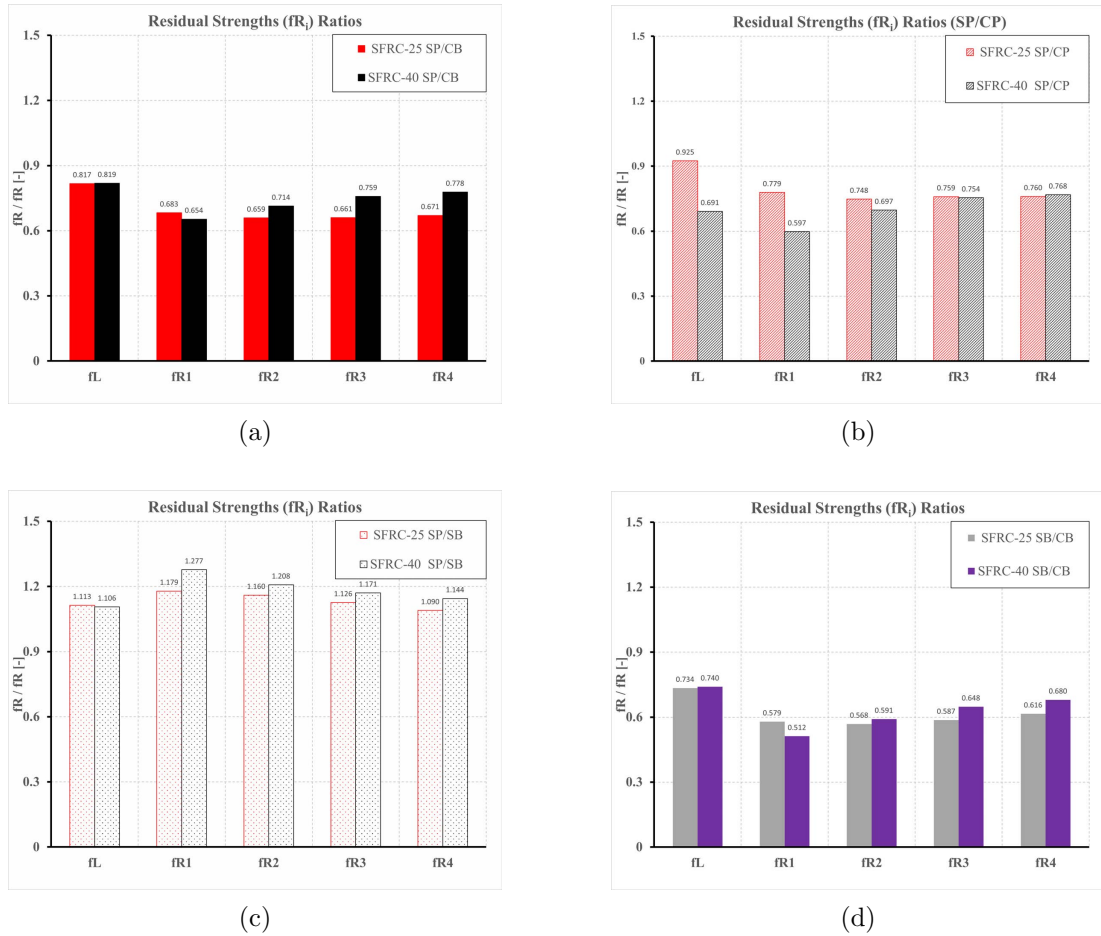 Residual Strengths (fRi) Ratios
SFRC-25 SP/CB
SFRC-40 SP/CB
fR / fR [-]
1.5
1.2
0.9
0.6
0.3
0
0.817 0.819
0.683 0.654
0.659 0.714
0.661 0.759
0.671 0.778
fL fR1 fR2 fR3 fR4
(a)
Residual Strengths (fRi) Ratios (SP/CP)
SFRC-25 SP/CP
SFRC-40 SP/CP
fR / fR [-]
1.5
1.2
0.9
0.6
0.3
0
0.925 0.691
0.779 0.597
0.748 0.697
0.759 0.754
0.760 0.768
fL fR1 fR2 fR3 fR4
(b)
Residual Strengths (fRi) Ratios
SFRC-25 SP/SB
SFRC-40 SP/SB
fR / fR [-]
1.5
1.2
0.9
0.6
0.3
0
1.113 1.106
1.179 1.277
1.160 1.208
1.126 1.171
1.090 1.144
fL fR1 fR2 fR3 fR4
(c)
Residual Strengths (fRi) Ratios
SFRC-25 SB/CB
SFRC-40 SB/CB
fR / fR [-]
1.5
1.2
0.9
0.6
0.3
0
0.734 0.740
0.579 0.512
0.568 0.591
0.587 0.648
0.616 0.680
fL fR1 fR2 fR3 fR4
(d)